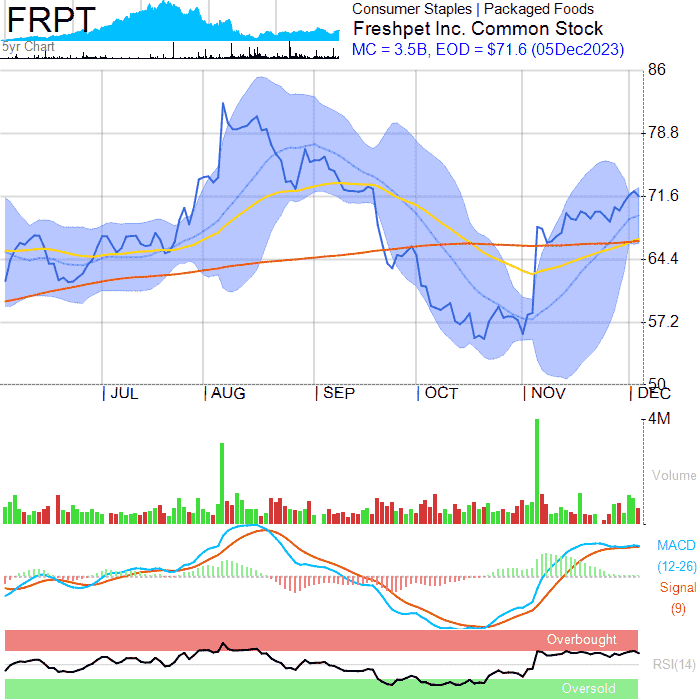 FRPT
5yr Chart
Consumer Staples | Packaged Foods
Freshpet Inc. Common Stock
MC = 3.5B, EOD = $71.6 (05Dec2023)
86
78.8
71.6
64.4
57.2
50
JUL
AUG
SEP
OCT
NOV
DEC
4M
Volume
MACD
(12-26)
Signal
(9)
Overbought
RSI(14)
Oversold